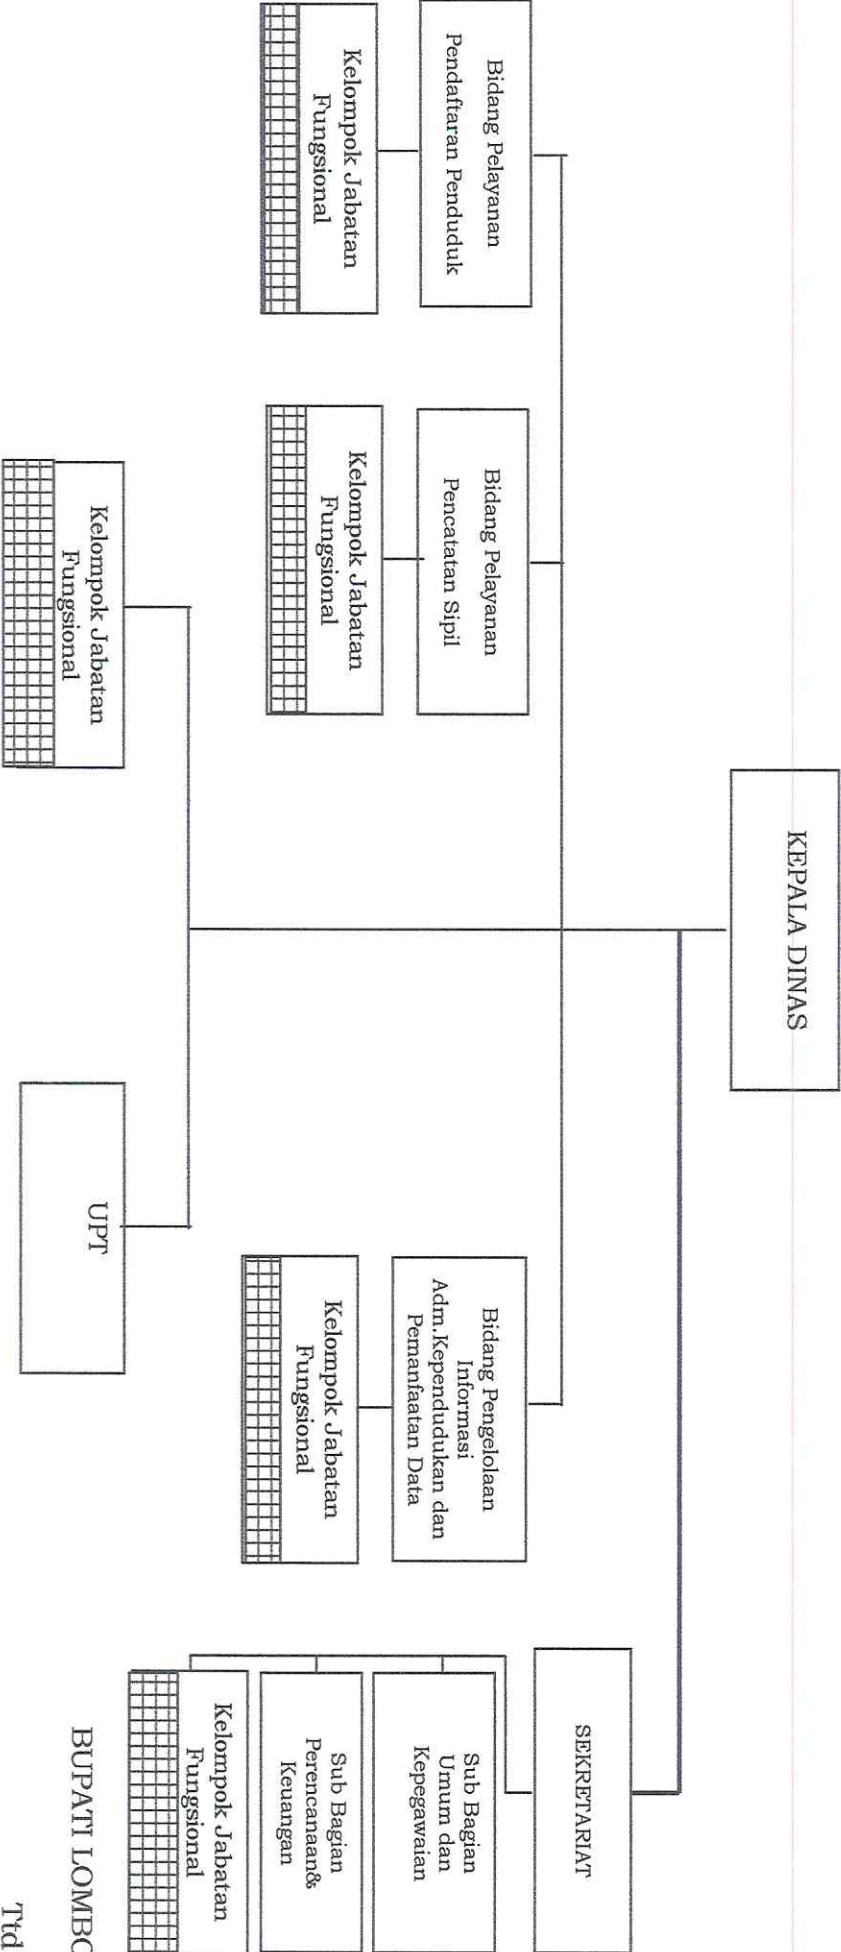 KEPALA DINAS
SEKRETARIAT
Sub Bagian
Umum dan
Kepegawaian
Sub Bagian
Perencanaan&
Keuangan
Kelompok Jabatan
Fungsional
Bidang Pelayanan
Pendaftaran Penduduk
Kelompok Jabatan
Fungsional
Bidang Pelayanan
Pencatatan Sipil
Kelompok Jabatan
Fungsional
Bidang Pengelolaan
Informasi
Adm.Kependudukan dan
Pemanfaatan Data
Kelompok Jabatan
Fungsional
Kelompok Jabatan
Fungsional
UPT
BUPATI LOMBO
Ttd